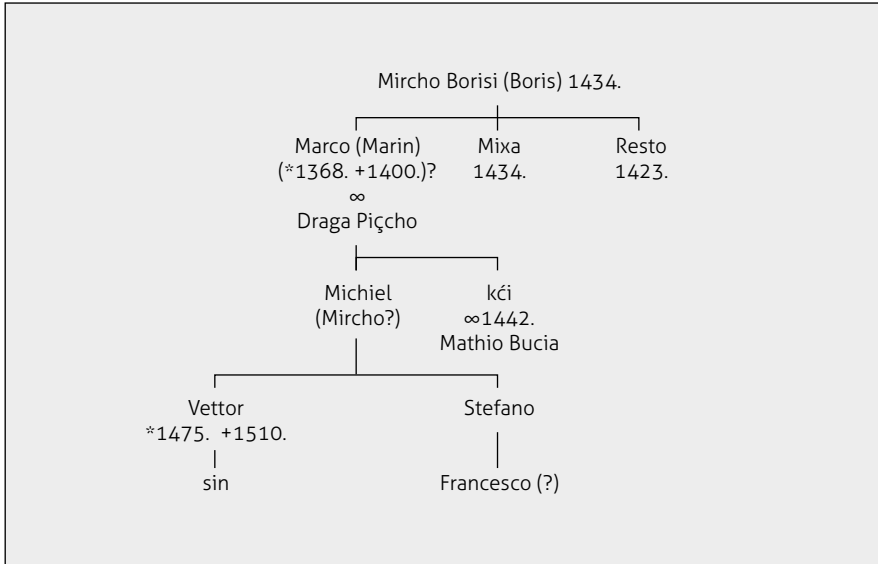 Mircho Borisi (Boris) 1434.
Marco (Marin) Mixa Resto
(*1368. +1400.)? 1434. 1423.
∞
Draga Piçcho
Michiel kći
(Mircho?) ∞1442.
Mathio Bucia
Vettor Stefano
*1475. +1510.
sin Francesco (?)